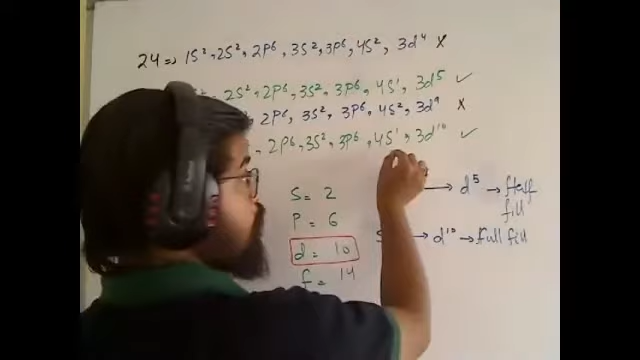 24 => 1S², 2S², 2P⁶, 3S², 3P⁶, 4S², 3d⁴ X
2S², 2P⁶, 3S², 3P⁶, 4S¹, 3d⁵ ✓
, 2P⁶, 3S², 3P⁶, 4S², 3d⁹ X
, 2P⁶, 3S², 3P⁶, 4S¹, 3d¹⁰ ✓
S = 2
P = 6
d = 10
f = 14
→ d⁵ → Half
fill
→ d¹⁰ → Full fill